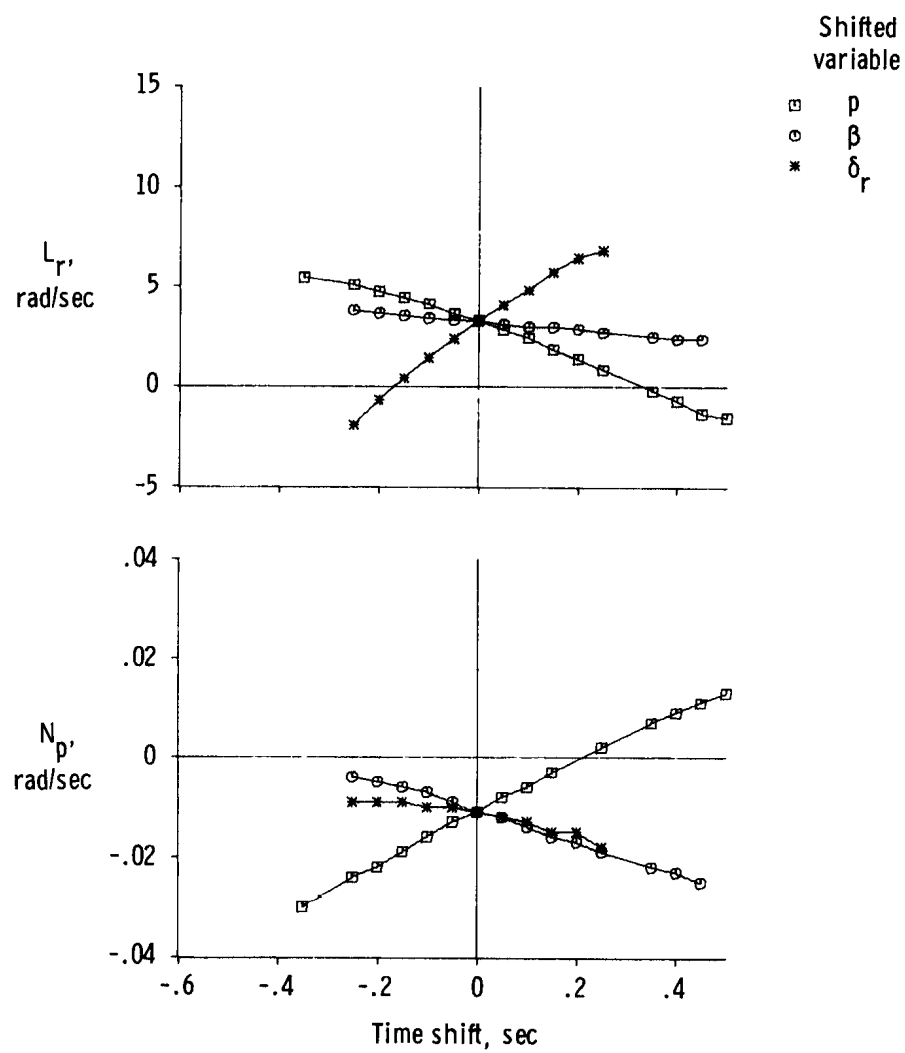 Shifted
variable
p
β
δr
15
10
5
0
-5
Lr,
rad/sec
.04
.02
0
-.02
-.04
Np,
rad/sec
-.6
-.4
-.2
0
.2
.4
Time shift, sec